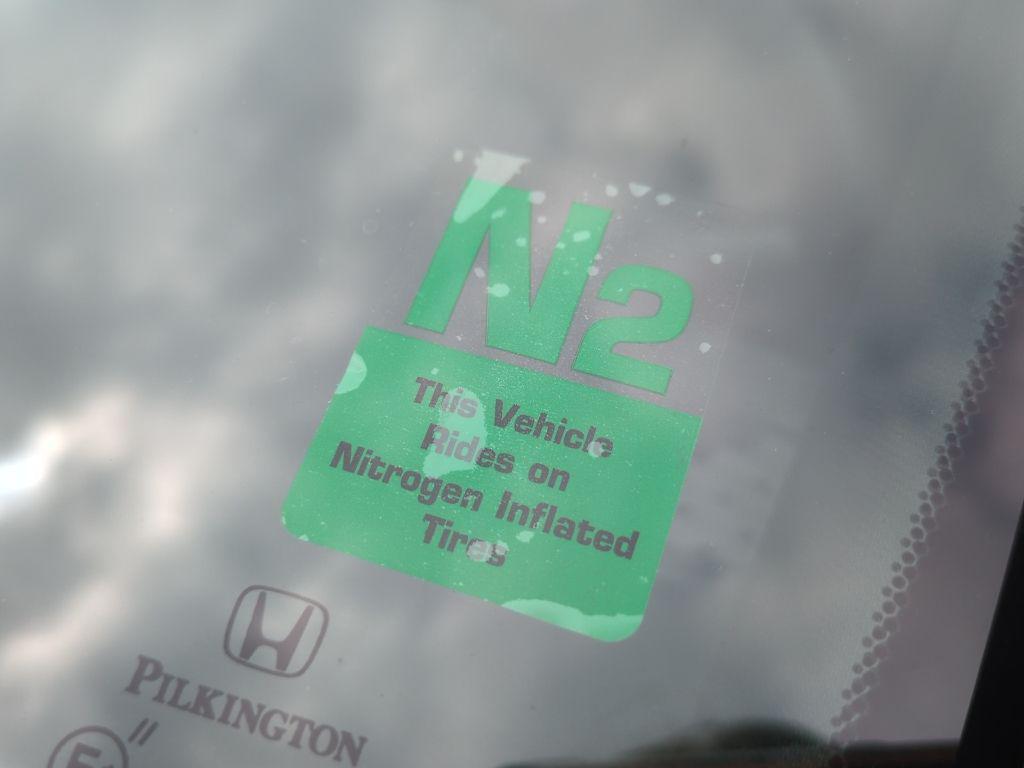 N2
This Vehicle
Rides on
Nitrogen Inflated
Tires
PILKINGTON
//